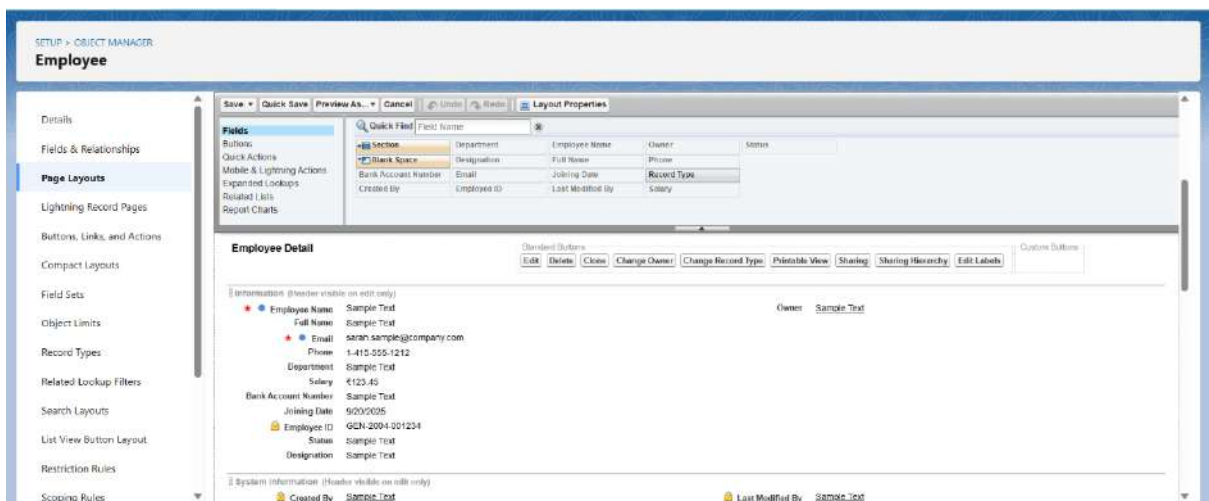 SETUP > OBJECT MANAGER
Employee
Details
Fields & Relationships
Page Layouts
Lightning Record Pages
Buttons, Links, and Actions
Compact Layouts
Field Sets
Object Limits
Record Types
Related Lookup Filters
Search Layouts
List View Button Layout
Restriction Rules
Scoping Rules
Save Quick Save Preview As... Cancel Undo Redo Layout Properties
Fields
Buttons
Quick Actions
Mobile & Lightning Actions
Expanded Lookups
Related Lists
Report Charts
Quick Find Field Name
Section Department Employee Name Owner Status
Blank Space Designation Full Name Phone
Bank Account Number Email Joining Date Record Type
Created By Employee ID Last Modified By Salary
Employee Detail
Standard Buttons
Edit Delete Clone Change Owner Change Record Type Printable View Sharing Sharing Hierarchy Edit Labels
Custom Buttons
Information (Header visible on edit only)
Employee Name Sample Text Owner Sample Text
Full Name Sample Text
Email sarah.sample@company.com
Phone 1-415-555-1212
Department Sample Text
Salary €123.45
Bank Account Number Sample Text
Joining Date 9/20/2025
Employee ID GEN-2004-001234
Status Sample Text
Designation Sample Text
System Information (Header visible on edit only)
Created By Sample Text Last Modified By Sample Text